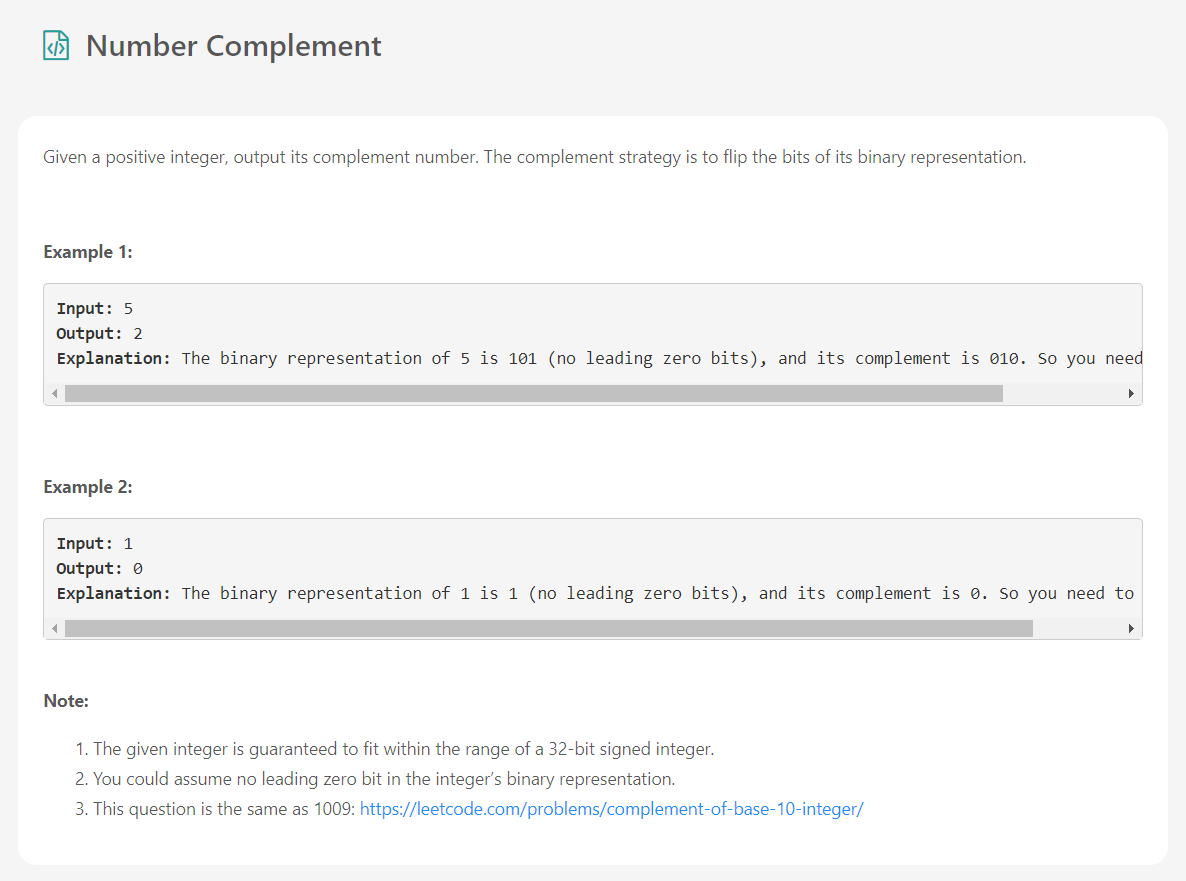 Number Complement
Given a positive integer, output its complement number. The complement strategy is to flip the bits of its binary representation.
Example 1:
Input: 5
Output: 2
Explanation: The binary representation of 5 is 101 (no leading zero bits), and its complement is 010. So you need
Example 2:
Input: 1
Output: 0
Explanation: The binary representation of 1 is 1 (no leading zero bits), and its complement is 0. So you need to
Note:
1. The given integer is guaranteed to fit within the range of a 32-bit signed integer.
2. You could assume no leading zero bit in the integer’s binary representation.
3. This question is the same as 1009: https://leetcode.com/problems/complement-of-base-10-integer/